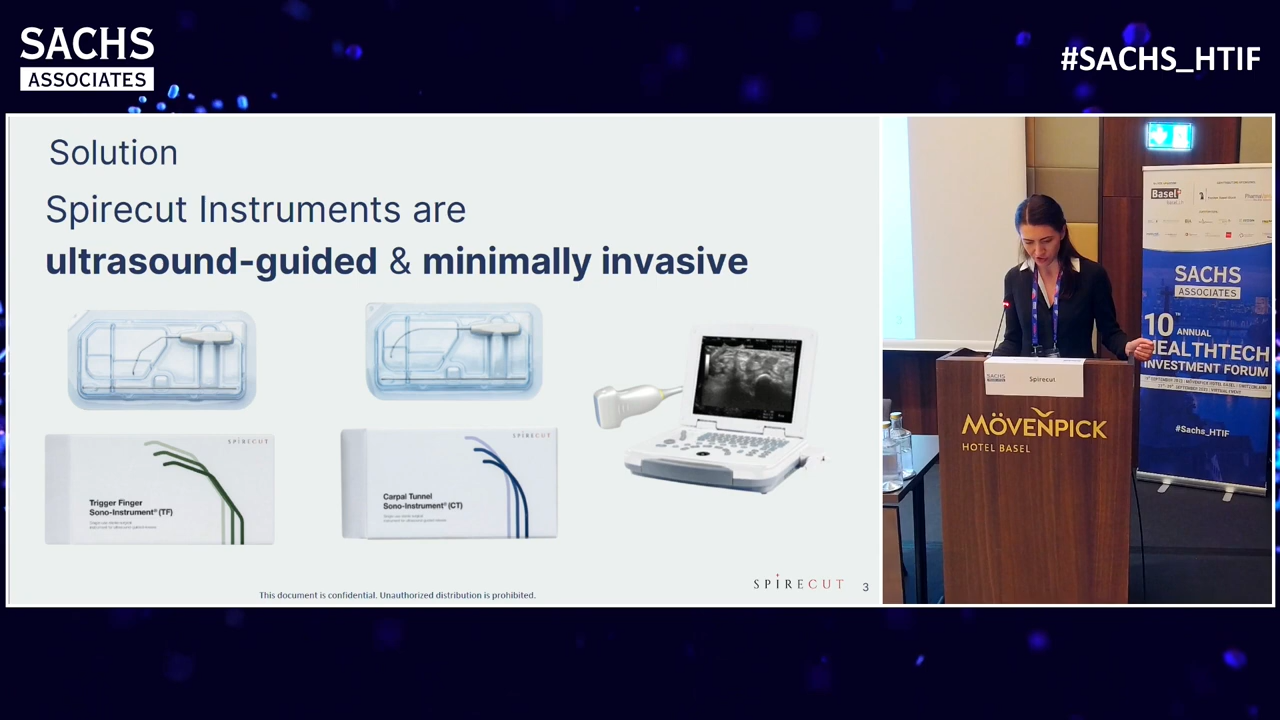 SACHS
ASSOCIATES
#SACHS_HTIF
Solution
Spirecut Instruments are
ultrasound-guided & minimally invasive
SPIRECUT
Trigger Finger
Sono-Instrument® (TF)
SPIRECUT
Carpal Tunnel
Sono-Instrument® (CT)
This document is confidential. Unauthorized distribution is prohibited.
SPIRECUT
3
SACHS
Spirecut
MÖVENPICK
HOTEL BASEL
Basel
SACHS
ASSOCIATES
10TH ANNUAL
HEALTHTECH
INVESTMENT FORUM
#Sachs_HTIF